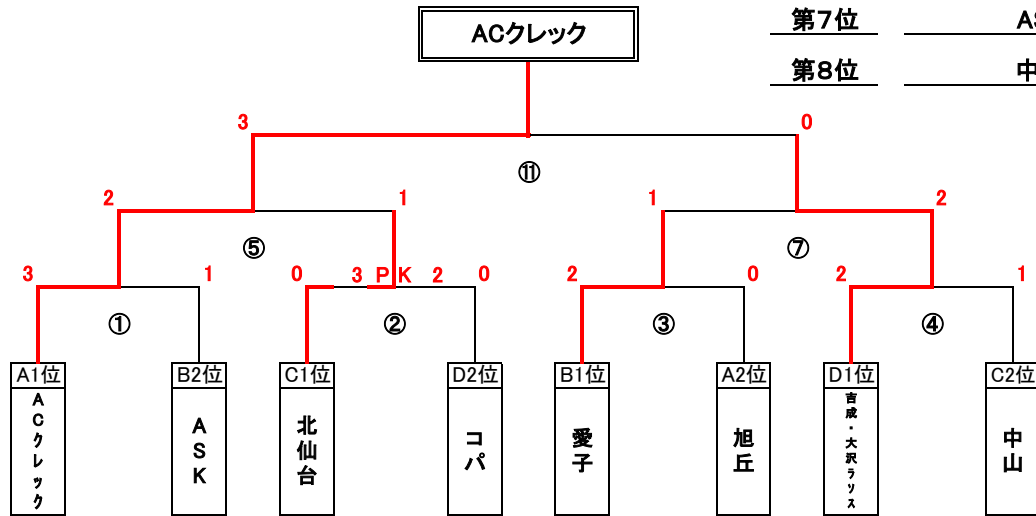 ACクレック
第7位 AS
第8位 中
3 0
⑪
2 1 1 2
⑤ ⑦
3 1 0 3 PK 2 0 2 0 2 1
① ② ③ ④
A1位 B2位 C1位 D2位 B1位 A2位 D1位 C2位
ACクレック
ASK
北仙台
コパ
愛子
旭丘
吉成・大沢ラソス
中山